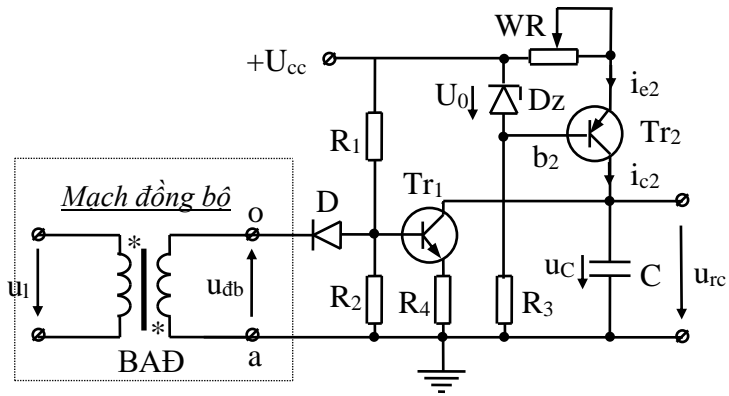 WR
+Ucc
U0
Dz
ie2
R1
b2
Tr2
Mạch đồng bộ
o
D
Tr1
ic2
*
u1
uđb
R2
R4
R3
uC
C
urc
*
BAĐ
a